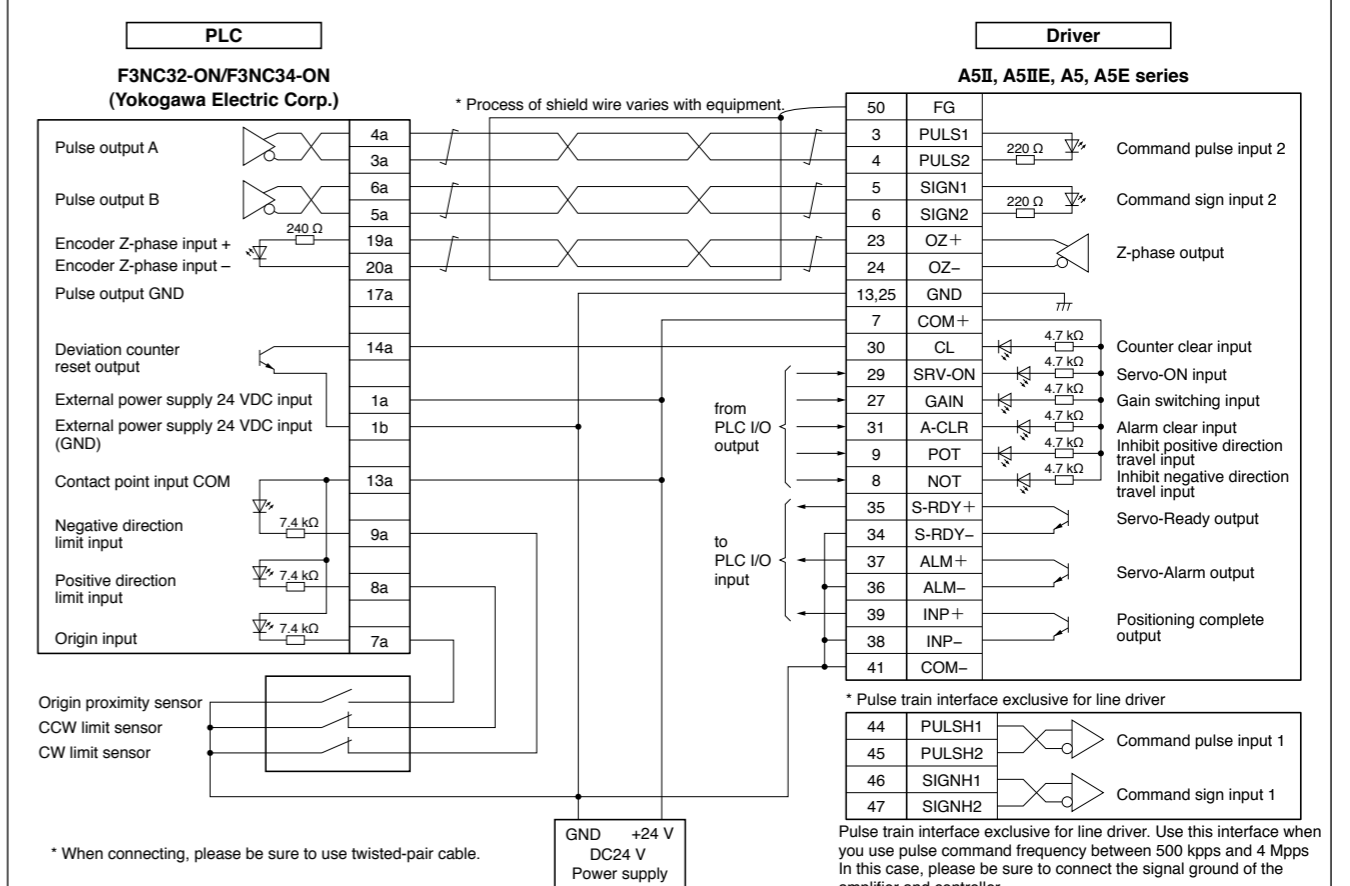 PLC
F3NC32-ON/F3NC34-ON
(Yokogawa Electric Corp.)
Driver
A5II, A5IIE, A5, A5E series
* Process of shield wire varies with equipment.
Pulse output A
4a
3a
Pulse output B
6a
5a
240 Ω
Encoder Z-phase input +
19a
Encoder Z-phase input –
20a
Pulse output GND
17a
Deviation counter
reset output
14a
External power supply 24 VDC input
1a
External power supply 24 VDC input
(GND)
1b
Contact point input COM
13a
Negative direction
limit input
7.4 kΩ
9a
Positive direction
limit input
7.4 kΩ
8a
Origin input
7.4 kΩ
7a
Origin proximity sensor
CCW limit sensor
CW limit sensor
from
PLC I/O
output
to
PLC I/O
input
50 FG
3 PULS1
4 PULS2
220 Ω
Command pulse input 2
5 SIGN1
6 SIGN2
220 Ω
Command sign input 2
23 OZ+
24 OZ–
Z-phase output
13,25 GND
7 COM+
30 CL 4.7 kΩ Counter clear input
29 SRV-ON 4.7 kΩ Servo-ON input
27 GAIN 4.7 kΩ Gain switching input
31 A-CLR 4.7 kΩ Alarm clear input
9 POT 4.7 kΩ Inhibit positive direction
travel input
8 NOT 4.7 kΩ Inhibit negative direction
travel input
35 S-RDY+
34 S-RDY–
Servo-Ready output
37 ALM+
36 ALM–
Servo-Alarm output
39 INP+
38 INP–
Positioning complete
output
41 COM–
* Pulse train interface exclusive for line driver
44 PULSH1
45 PULSH2
Command pulse input 1
46 SIGNH1
47 SIGNH2
Command sign input 1
Pulse train interface exclusive for line driver. Use this interface when
you use pulse command frequency between 500 kpps and 4 Mpps
In this case, please be sure to connect the signal ground of the
amplifier and controller
GND +24 V
DC24 V
Power supply
* When connecting, please be sure to use twisted-pair cable.